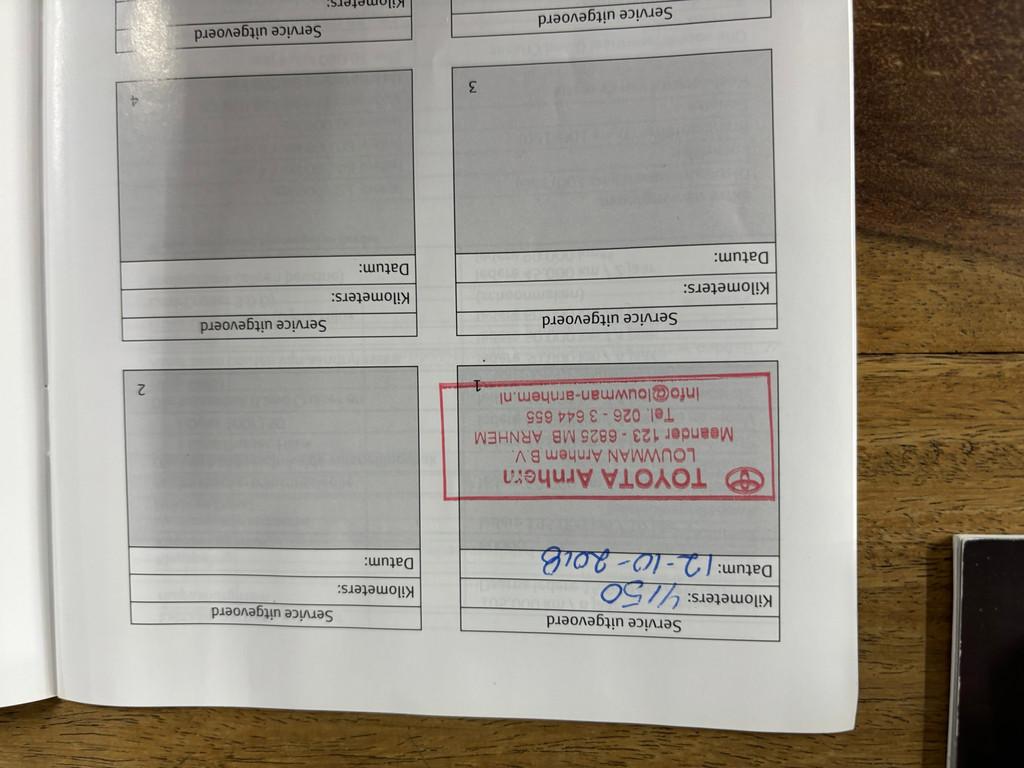 Service uitgevoerd
Kilometers: 4150
Datum: 12-10-2018
TOYOTA Arnhem
LOUWMAN Arnhem B.V.
Meander 123 - 6825 MB ARNHEM
Tel. 026 - 3 644 655
info@louwman-arnhem.nl
1
Service uitgevoerd
Kilometers:
Datum:
2
Service uitgevoerd
Kilometers:
Datum:
3
Service uitgevoerd
Kilometers:
Datum:
4
Service uitgevoerd
Service uitgevoerd
Kilometers: